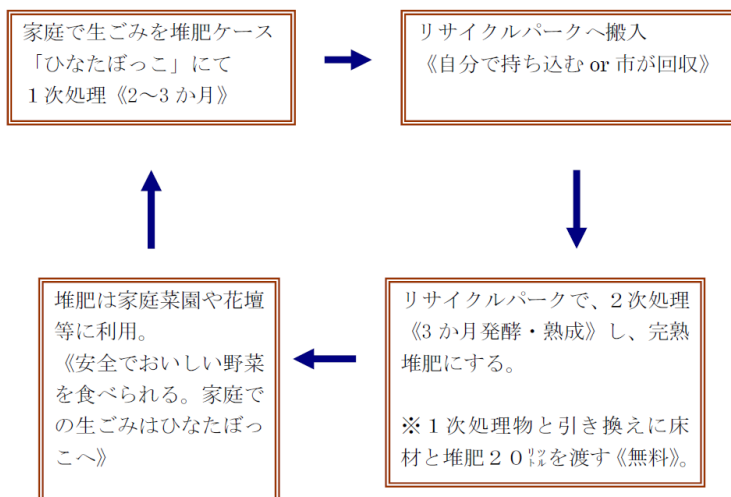 家庭で生ごみを堆肥ケース
「ひなたぼっこ」にて
１次処理《2～3 か月》
リサイクルパークへ搬入
《自分で持ち込む or 市が回収》
リサイクルパークで、２次処理
《3 か月発酵・熟成》し、完熟
堆肥にする。
※１次処理物と引き換えに床
材と堆肥２０㍑を渡す《無料》。
堆肥は家庭菜園や花壇
等に利用。
《安全でおいしい野菜
を食べられる。家庭で
の生ごみはひなたぼっ
こへ》